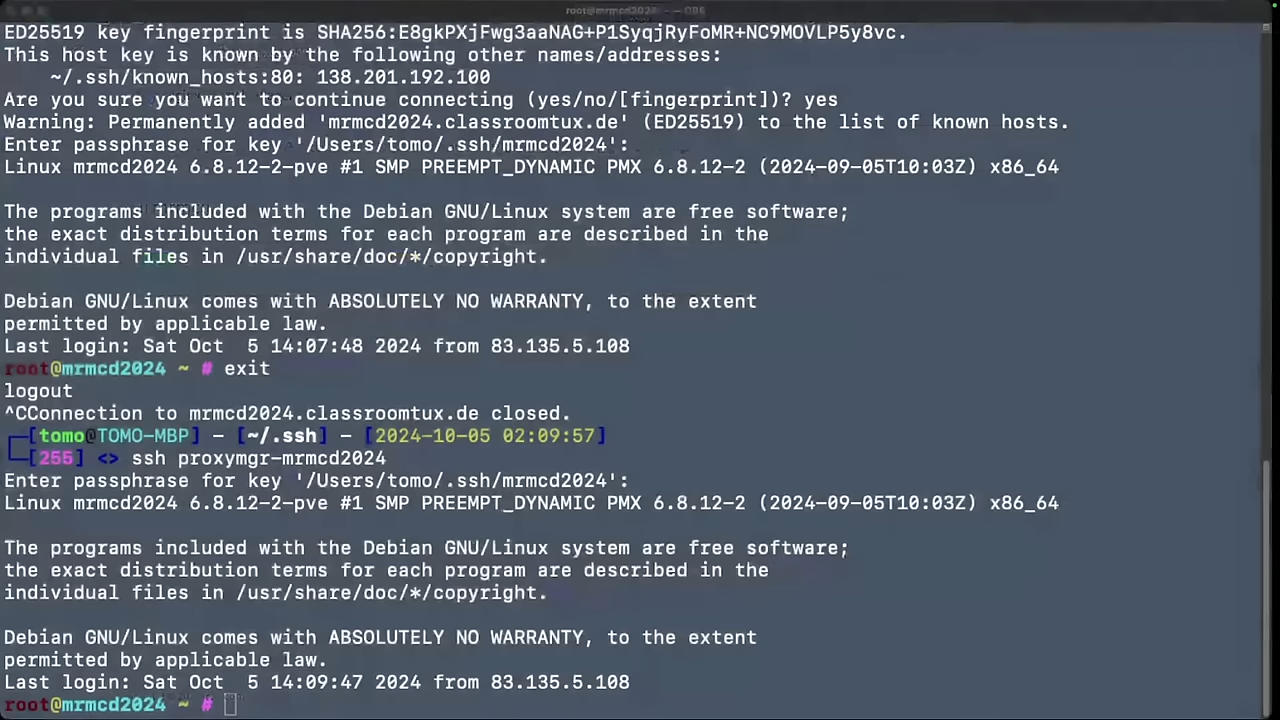 root@mrmcd2024
ED25519 key fingerprint is SHA256:E8gkPXjFwg3aaNAG+P1SyqjRyFoMR+NC9MOVLP5y8vc.
This host key is known by the following other names/addresses:
    ~/.ssh/known_hosts:80: 138.201.192.100
Are you sure you want to continue connecting (yes/no/[fingerprint])? yes
Warning: Permanently added 'mrmcd2024.classroomtux.de' (ED25519) to the list of known hosts.
Enter passphrase for key '/Users/tomo/.ssh/mrmcd2024':
Linux mrmcd2024 6.8.12-2-pve #1 SMP PREEMPT_DYNAMIC PMX 6.8.12-2 (2024-09-05T10:03Z) x86_64

The programs included with the Debian GNU/Linux system are free software;
the exact distribution terms for each program are described in the
individual files in /usr/share/doc/*/copyright.

Debian GNU/Linux comes with ABSOLUTELY NO WARRANTY, to the extent
permitted by applicable law.
Last login: Sat Oct  5 14:07:48 2024 from 83.135.5.108
root@mrmcd2024 ~ # exit
logout
^CConnection to mrmcd2024.classroomtux.de closed.
┌─[tomo@TOMO-MBP] – [~/.ssh] – [2024-10-05 02:09:57]
└─[255] <> ssh proxymgr-mrmcd2024
Enter passphrase for key '/Users/tomo/.ssh/mrmcd2024':
Linux mrmcd2024 6.8.12-2-pve #1 SMP PREEMPT_DYNAMIC PMX 6.8.12-2 (2024-09-05T10:03Z) x86_64

The programs included with the Debian GNU/Linux system are free software;
the exact distribution terms for each program are described in the
individual files in /usr/share/doc/*/copyright.

Debian GNU/Linux comes with ABSOLUTELY NO WARRANTY, to the extent
permitted by applicable law.
Last login: Sat Oct  5 14:09:47 2024 from 83.135.5.108
root@mrmcd2024 ~ #